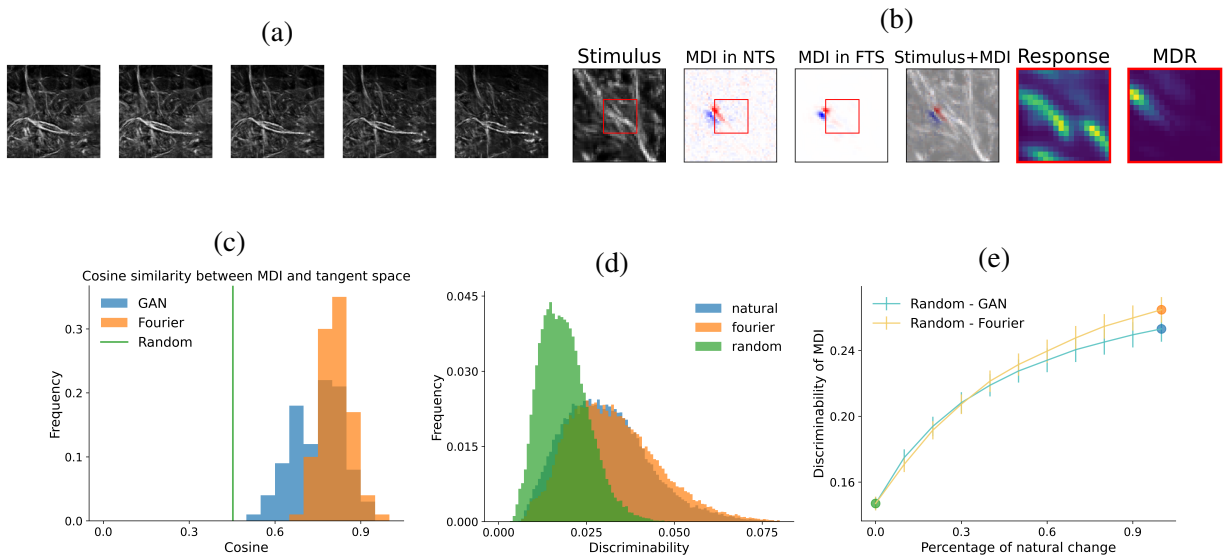 (a)
(b)
Stimulus
MDI in NTS
MDI in FTS
Stimulus+MDI
Response
MDR
(c)
Cosine similarity between MDI and tangent space
GAN
Fourier
Random
0.3
0.2
0.1
0.0
Frequency
0.0
0.3
0.6
0.9
Cosine
(d)
natural
fourier
random
0.045
0.030
0.015
0.000
Frequency
0.000
0.025
0.050
0.075
Discriminability
(e)
Random - GAN
Random - Fourier
0.24
0.20
0.16
Discriminability of MDI
0.0
0.3
0.6
0.9
Percentage of natural change